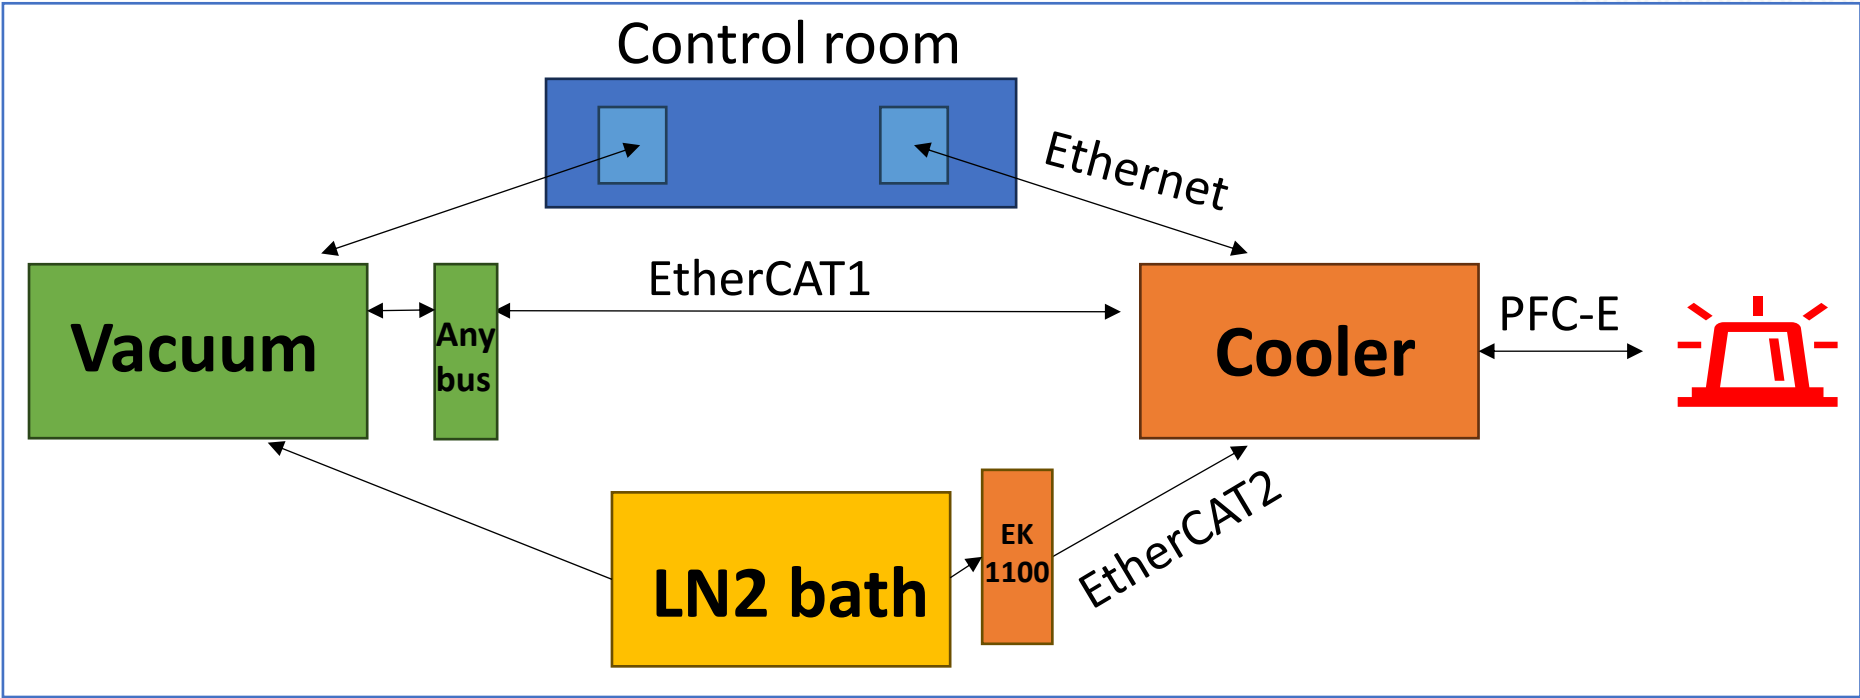 Control room
Ethernet
EtherCAT1
Vacuum
Any
bus
Cooler
PFC-E
LN2 bath
EK
1100
EtherCAT2